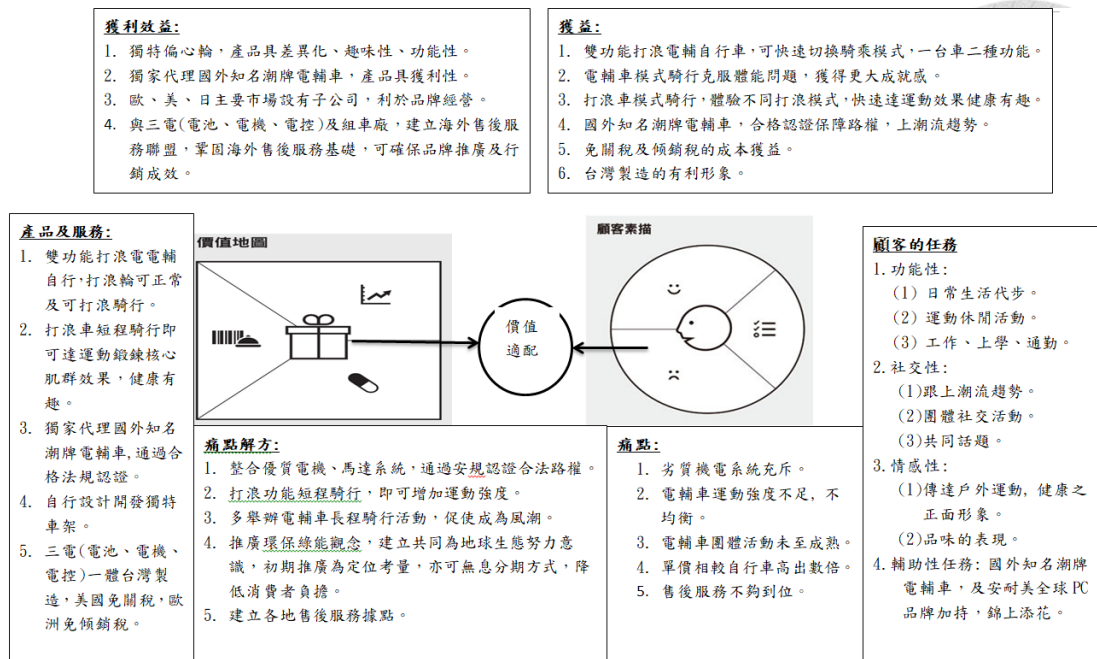 獲利效益:
1. 獨特偏心輪，產品具差異化、趣味性、功能性。
2. 獨家代理國外知名潮牌電輔車，產品具獲利性。
3. 歐、美、日主要市場設有子公司，利於品牌經營。
4. 與三電(電池、電機、電控)及組車廠，建立海外售後服
務聯盟，鞏固海外售後服務基礎，可確保品牌推廣及行
銷成效。
獲益:
1. 雙功能打浪電輔自行車，可快速切換騎乘模式，一台車二種功能。
2. 電輔車模式騎行克服體能問題，獲得更大成就感。
3. 打浪車模式騎行，體驗不同打浪模式，快速達運動效果健康有趣。
4. 國外知名潮牌電輔車，合格認證保障路權，上潮流趨勢。
5. 免關稅及傾銷稅的成本獲益。
6. 台灣製造的有利形象。
產品及服務:
1. 雙功能打浪電電輔
自行，打浪輪可正常
及可打浪騎行。
2. 打浪車短程騎行即
可達運動鍛鍊核心
肌群效果，健康有
趣。
3. 獨家代理國外知名
潮牌電輔車,通過合
格法規認證。
4. 自行設計開發獨特
車架。
5. 三電(電池、電機、
電控)一體台灣製
造，美國免關稅，歐
洲免傾銷稅。
價值地圖
價值
適配
顧客素描
痛點解方:
1. 整合優質電機、馬達系統，通過安規認證合法路權。
2. 打浪功能短程騎行，即可增加運動強度。
3. 多舉辦電輔車長程騎行活動，促使成為風潮。
4. 推廣環保綠能觀念，建立共同為地球生態努力意
識，初期推廣為定位考量，亦可無息分期方式，降
低消費者負擔。
5. 建立各地售後服務據點。
痛點:
1. 劣質機電系統充斥。
2. 電輔車運動強度不足, 不
均衡。
3. 電輔車團體活動未至成熟。
4. 單價相較自行車高出數倍。
5. 售後服務不夠到位。
顧客的任務
1.功能性:
(1) 日常生活代步。
(2) 運動休閒活動。
(3) 工作、上學、通勤。
2.社交性:
(1)跟上潮流趨勢。
(2)團體社交活動。
(3)共同話題。
3.情感性:
(1)傳達戶外運動, 健康之
正面形象。
(2)品味的表現。
4.輔助性任務: 國外知名潮牌
電輔車，及安耐美全球 PC
品牌加持，錦上添花。